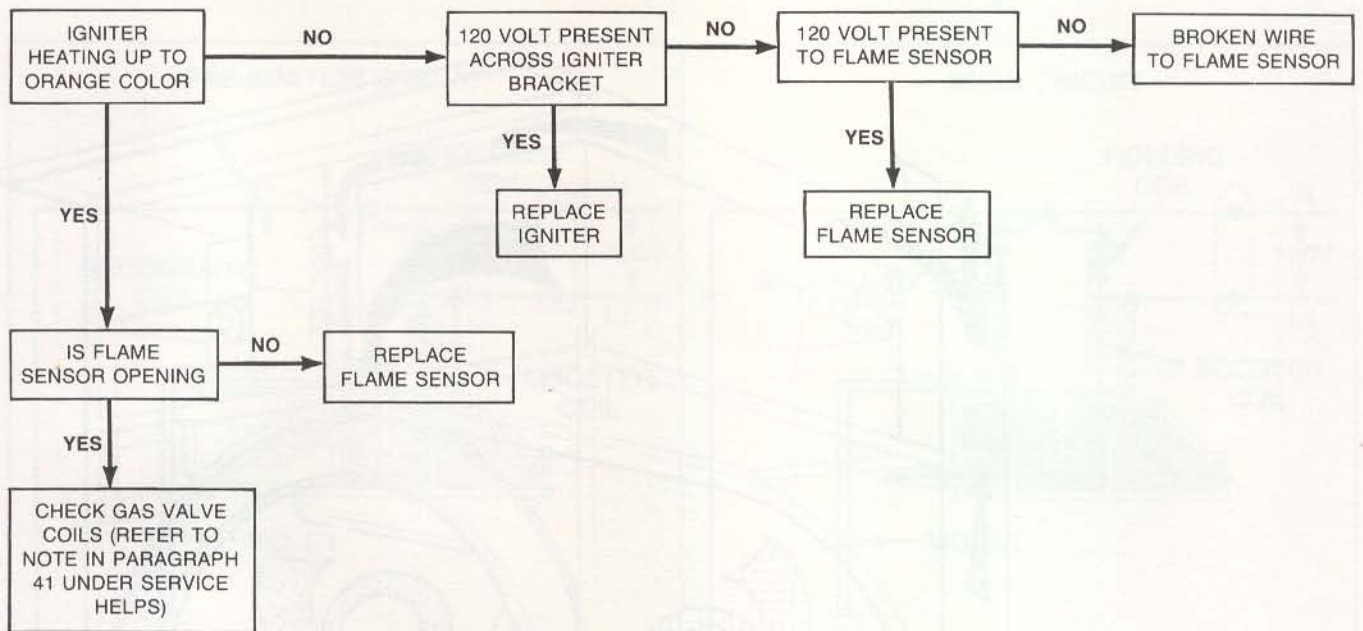 IGNITER
HEATING UP TO
ORANGE COLOR
NO
120 VOLT PRESENT
ACROSS IGNITER
BRACKET
NO
120 VOLT PRESENT
TO FLAME SENSOR
NO
BROKEN WIRE
TO FLAME SENSOR
YES
REPLACE
IGNITER
YES
REPLACE
FLAME SENSOR
YES
IS FLAME
SENSOR OPENING
NO
REPLACE
FLAME SENSOR
YES
CHECK GAS VALVE
COILS (REFER TO
NOTE IN PARAGRAPH
41 UNDER SERVICE
HELPS)